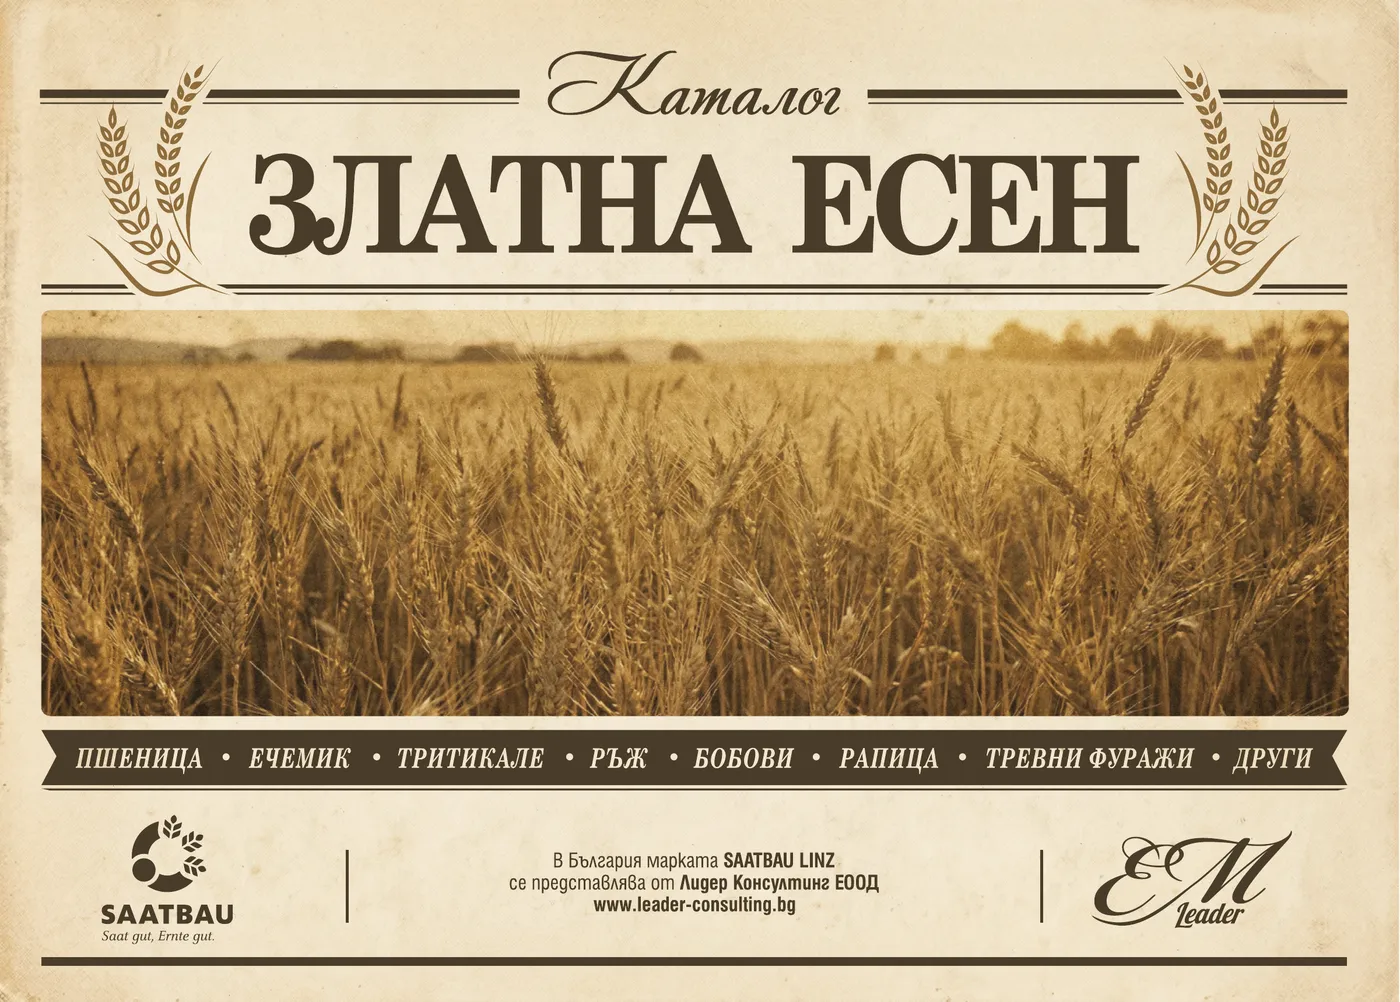 Каталог
ЗЛАТНА ЕСЕН
ПШЕНИЦА • ЕЧЕМИК • ТРИТИКАЛЕ • РЪЖ • БОБОВИ • РАПИЦА • ТРЕВНИ ФУРАЖИ • ДРУГИ
SAATBAU
Saat gut, Ernte gut.
В България марката SAATBAU LINZ
се представлява от Лидер Консултинг ЕООД
www.leader-consulting.bg
EM
Leader